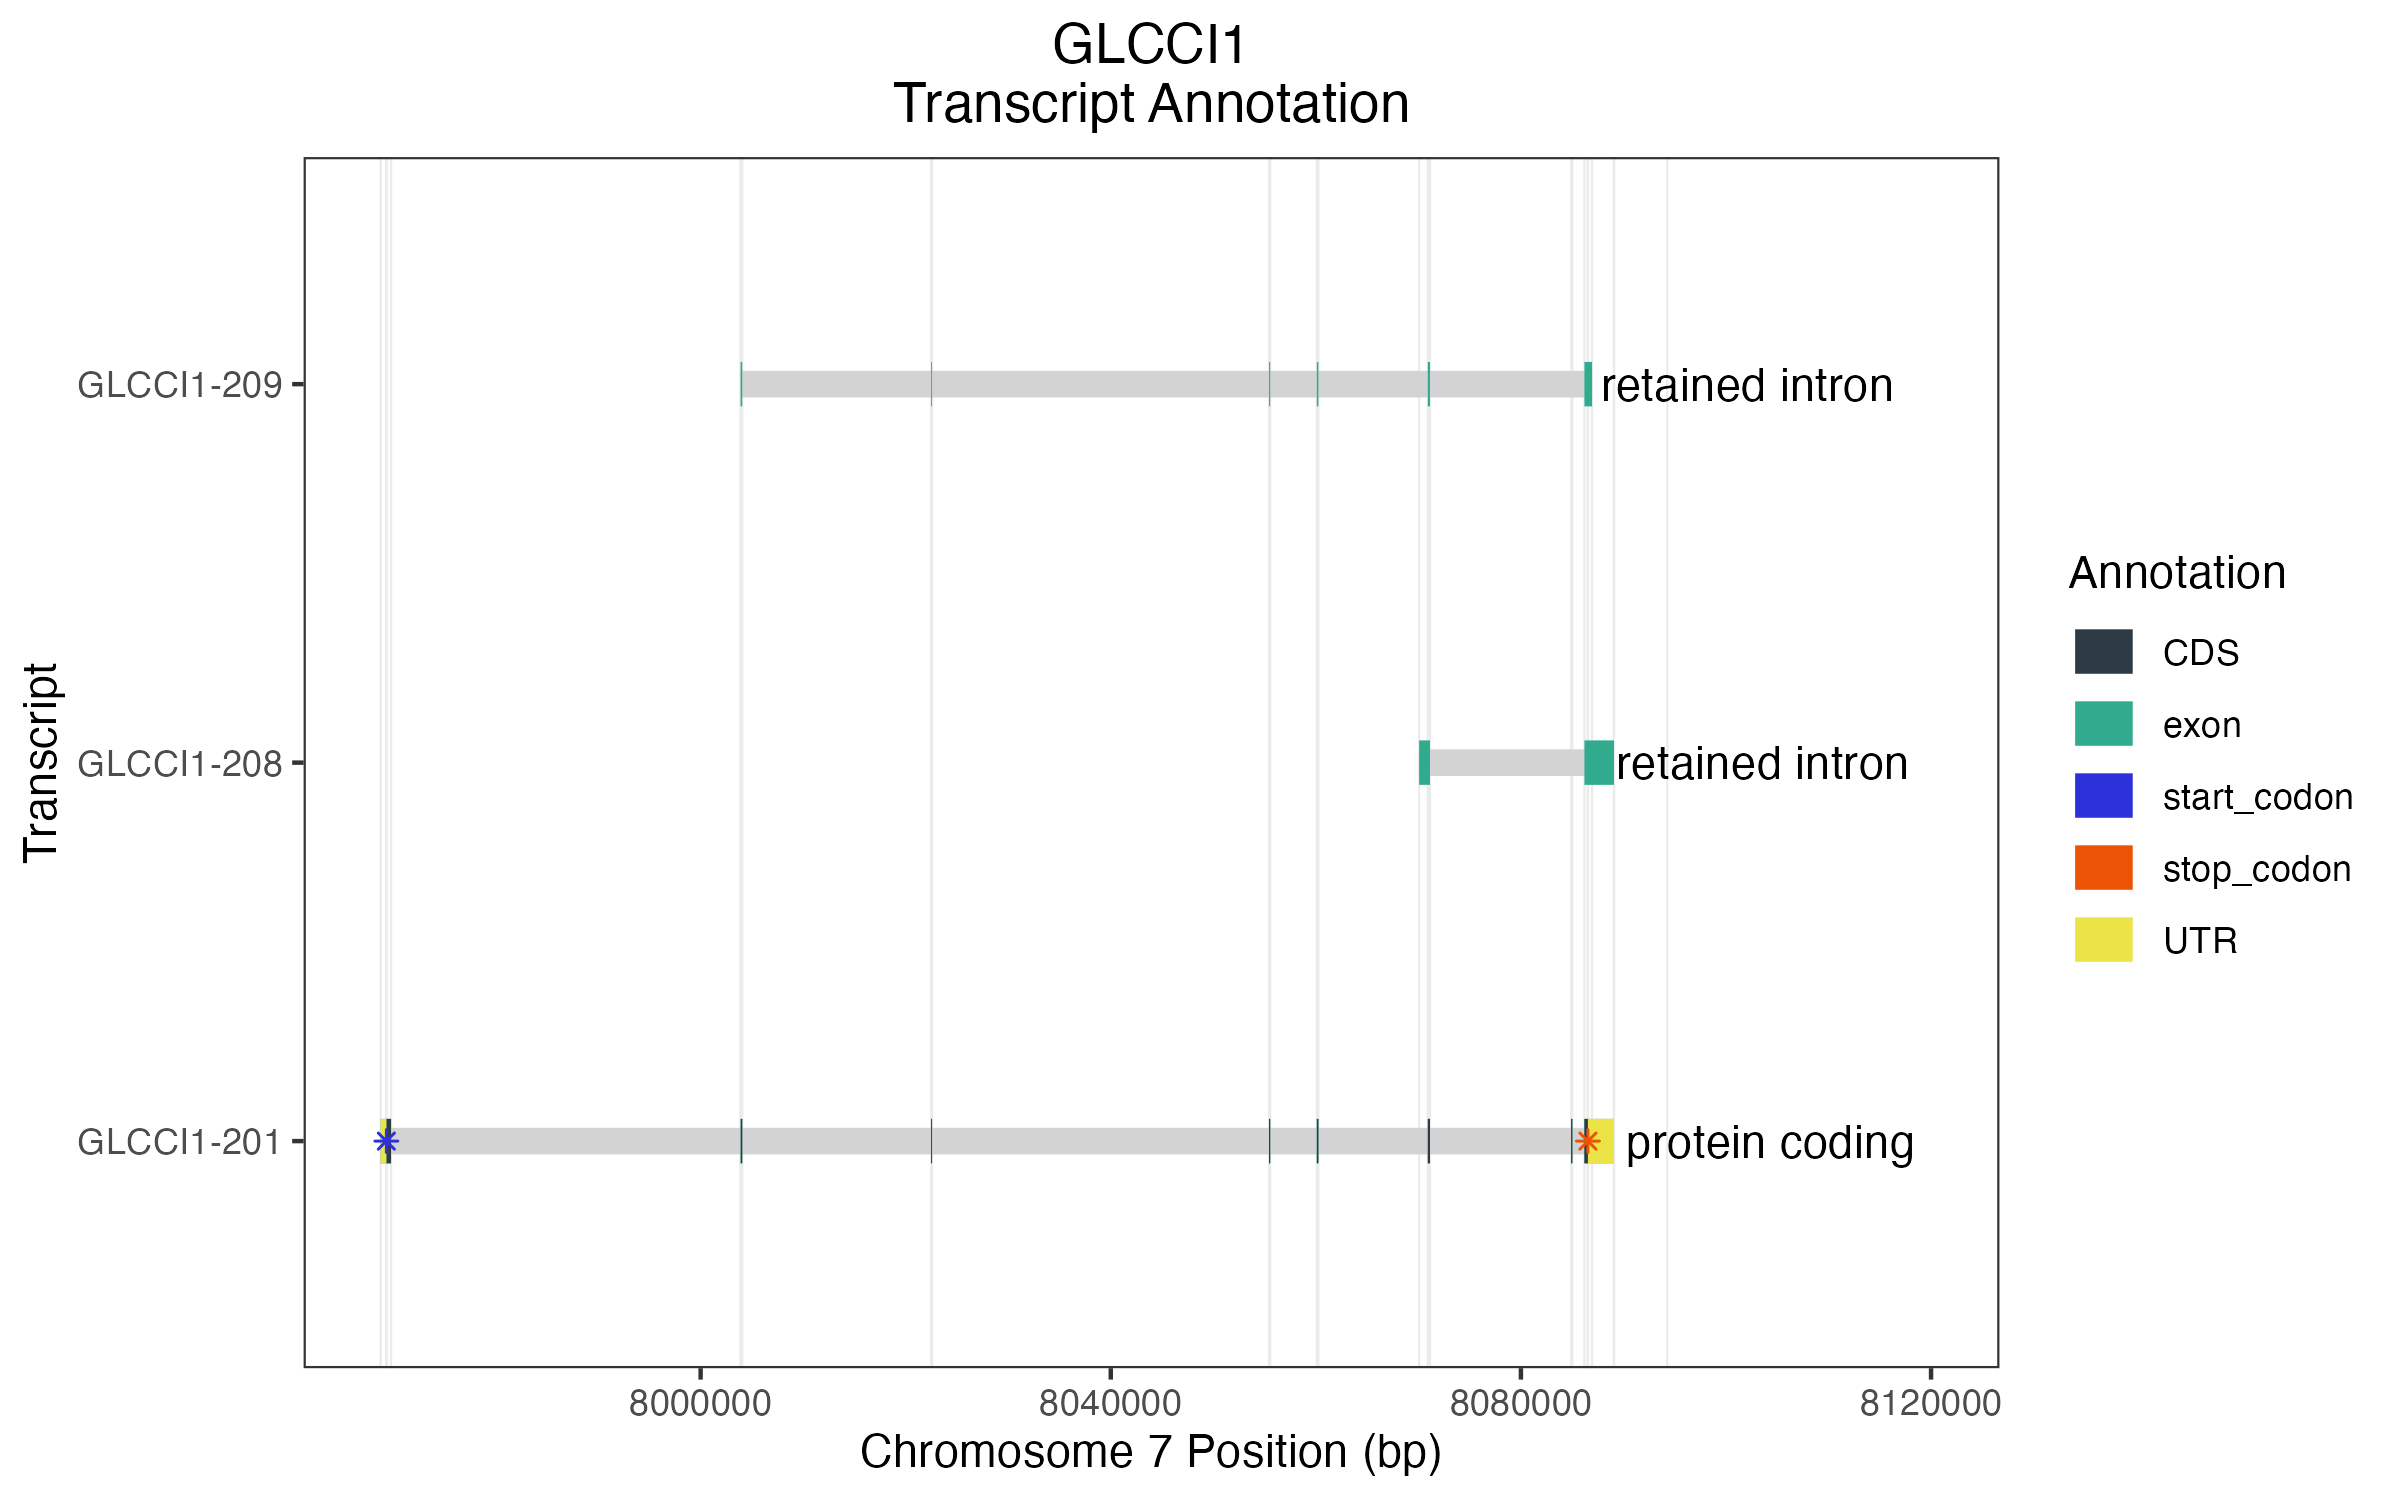 GLCCI1
Transcript Annotation
Transcript
GLCCI1-209
retained intron
GLCCI1-208
retained intron
GLCCI1-201
protein coding
8000000
8040000
8080000
8120000
Chromosome 7 Position (bp)
Annotation
CDS
exon
start_codon
stop_codon
UTR